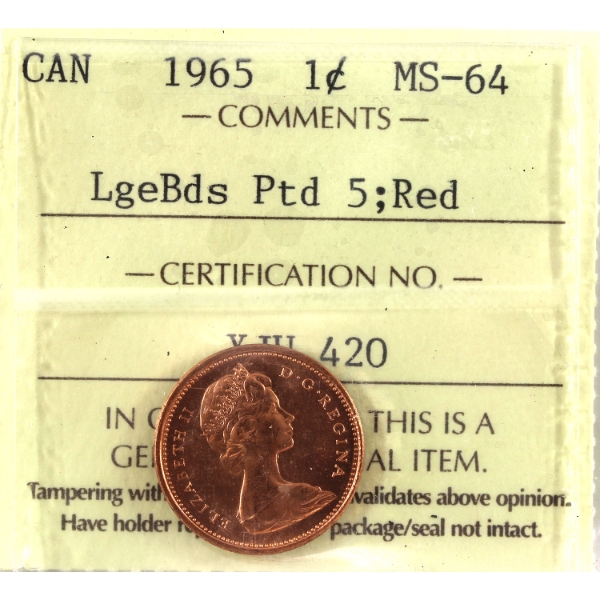 CAN 1965 1¢ MS-64
— COMMENTS —
LgeBds Ptd 5;Red
— CERTIFICATION NO. —
420
IN THIS IS A
AL ITEM.
Tampering with validates above opinion.
Have holder package/seal not intact.
ELIZABETH II D·G·REGINA